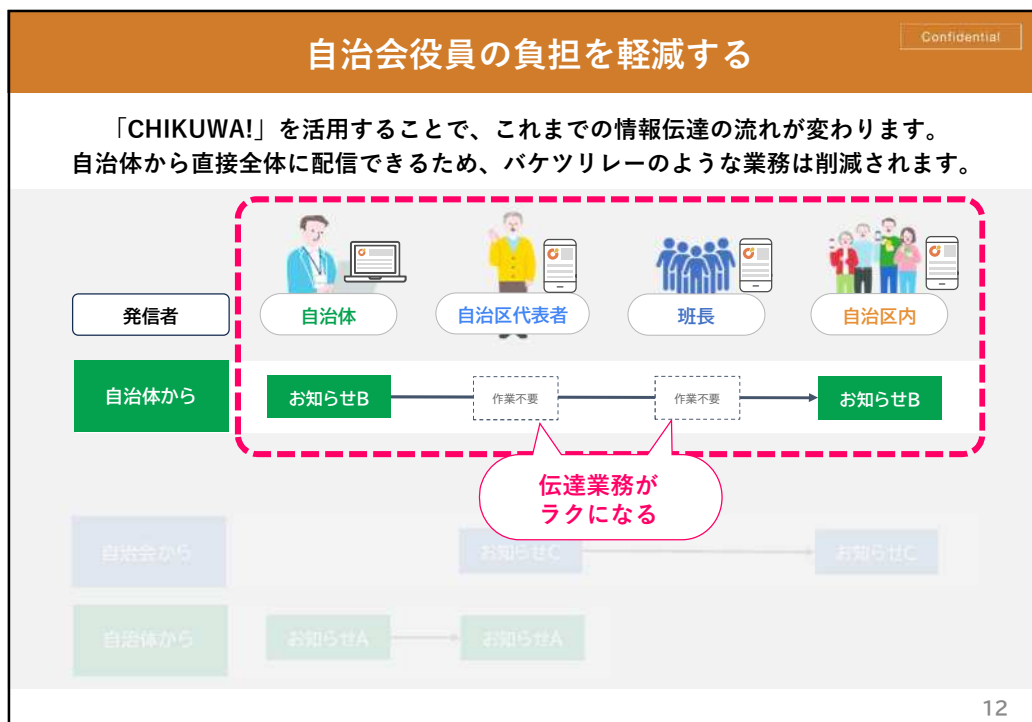 自治会役員の負担を軽減する
Confidential
「CHIKUWA!」を活用することで、これまでの情報伝達の流れが変わります。
自治体から直接全体に配信できるため、バケツリレーのような業務は削減されます。
発信者
自治体
自治区代表者
班長
自治区内
自治体から
お知らせB
作業不要
作業不要
お知らせB
伝達業務が
ラクになる
自治会から
お知らせC
お知らせC
自治体から
お知らせA
お知らせA
12